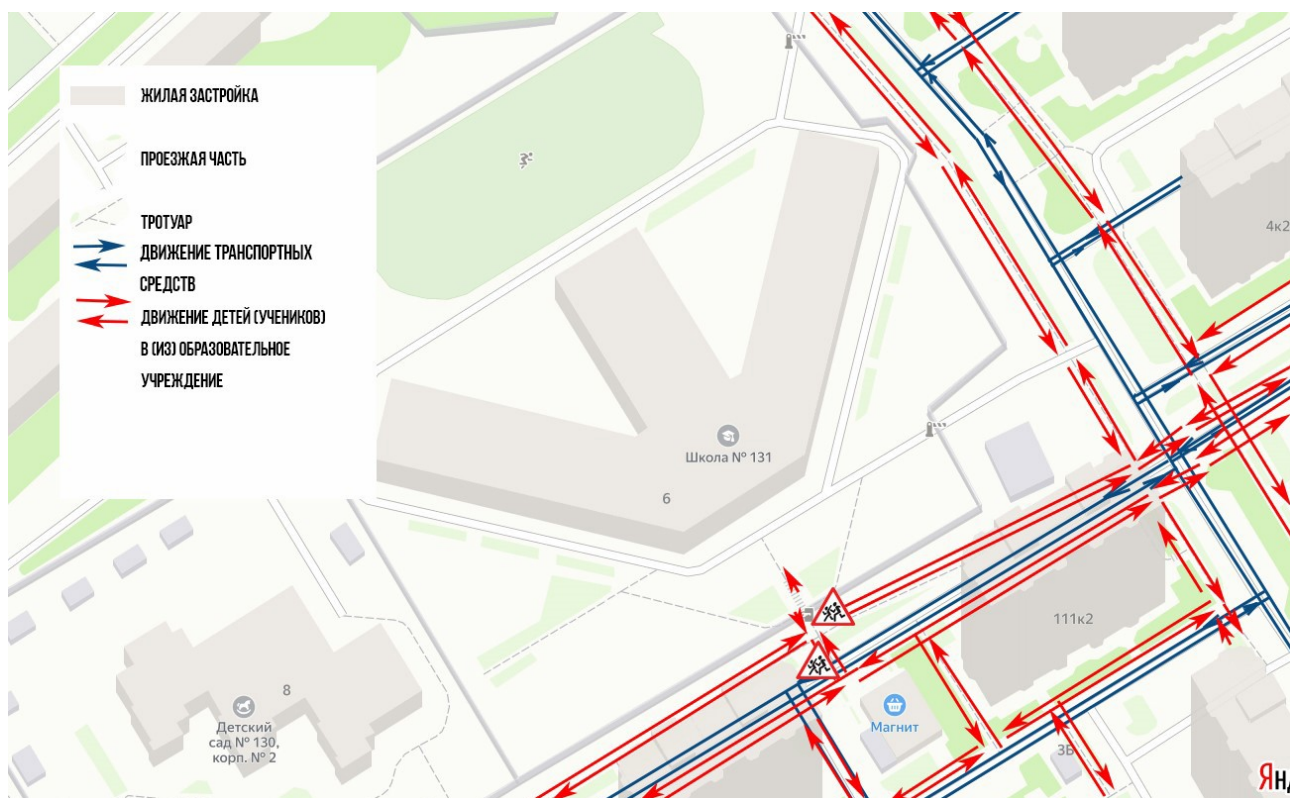 ЖИЛАЯ ЗАСТРОЙКА
ПРОЕЗЖАЯ ЧАСТЬ
ТРОТУАР
ДВИЖЕНИЕ ТРАНСПОРТНЫХ
СРЕДСТВ
ДВИЖЕНИЕ ДЕТЕЙ (УЧЕНИКОВ)
В (ИЗ) ОБРАЗОВАТЕЛЬНОЕ
УЧРЕЖДЕНИЕ
4к2
Школа № 131
6
111к2
8
Детский
сад № 130,
корп. № 2
Магнит
3Б
Янд